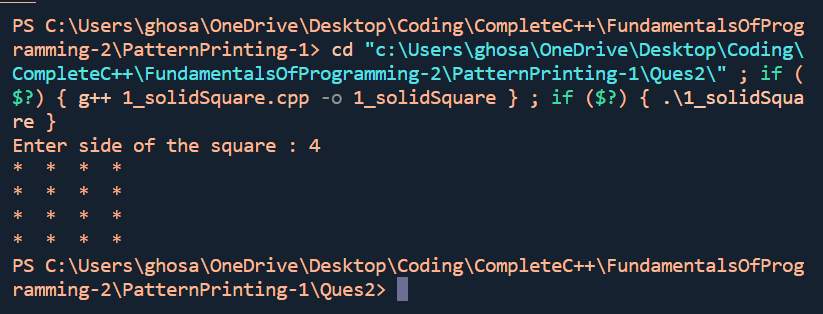 PS C:\Users\ghosa\OneDrive\Desktop\Coding\CompleteC++\FundamentalsOfProg
ramming-2\PatternPrinting-1> cd "c:\Users\ghosa\OneDrive\Desktop\Coding\
CompleteC++\FundamentalsOfProgramming-2\PatternPrinting-1\Ques2\" ; if (
$?) { g++ 1_solidSquare.cpp -o 1_solidSquare } ; if ($?) { .\1_solidSqua
re }
Enter side of the square : 4
*  *  *  *
*  *  *  *
*  *  *  *
*  *  *  *
PS C:\Users\ghosa\OneDrive\Desktop\Coding\CompleteC++\FundamentalsOfProg
ramming-2\PatternPrinting-1\Ques2>